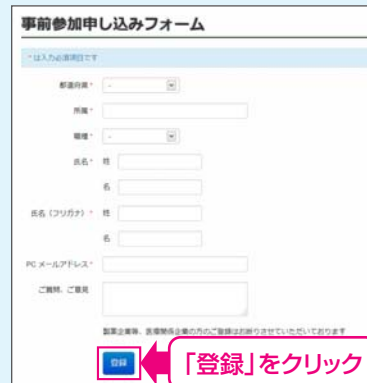 事前参加申し込みフォーム
*は入力必須項目です
都道府県* -
所属*
職種* -
氏名* 姓
名
氏名（フリガナ）* 姓
名
PC メールアドレス*
ご質問、ご意見
製薬企業等、医療関係企業の方のご登録はお断りさせていただいております
登録
「登録」をクリック